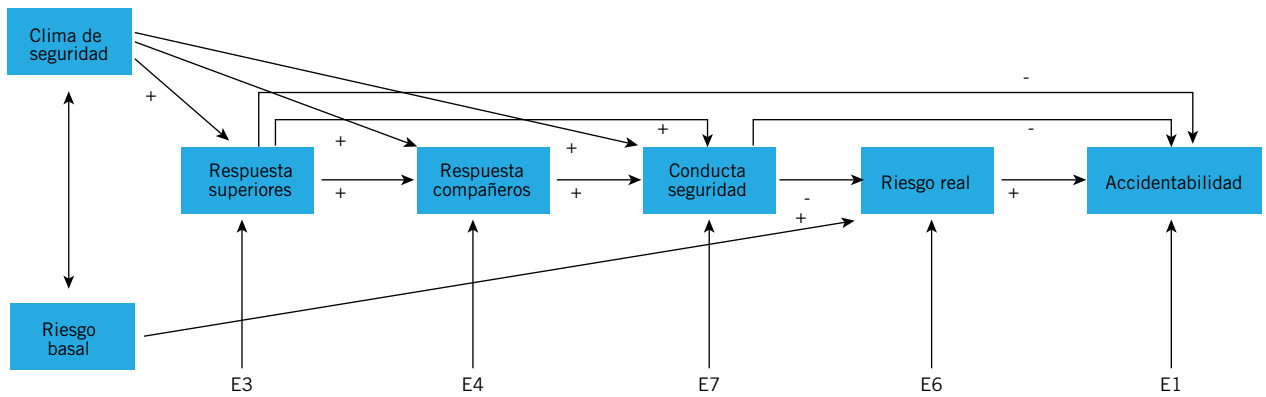 Clima de
seguridad
+
-
+
+
+
-
Respuesta
superiores
+
Respuesta
compañeros
+
Conducta
seguridad
-
+
Riesgo real
+
Accidentabilidad
Riesgo
basal
E3
E4
E7
E6
E1